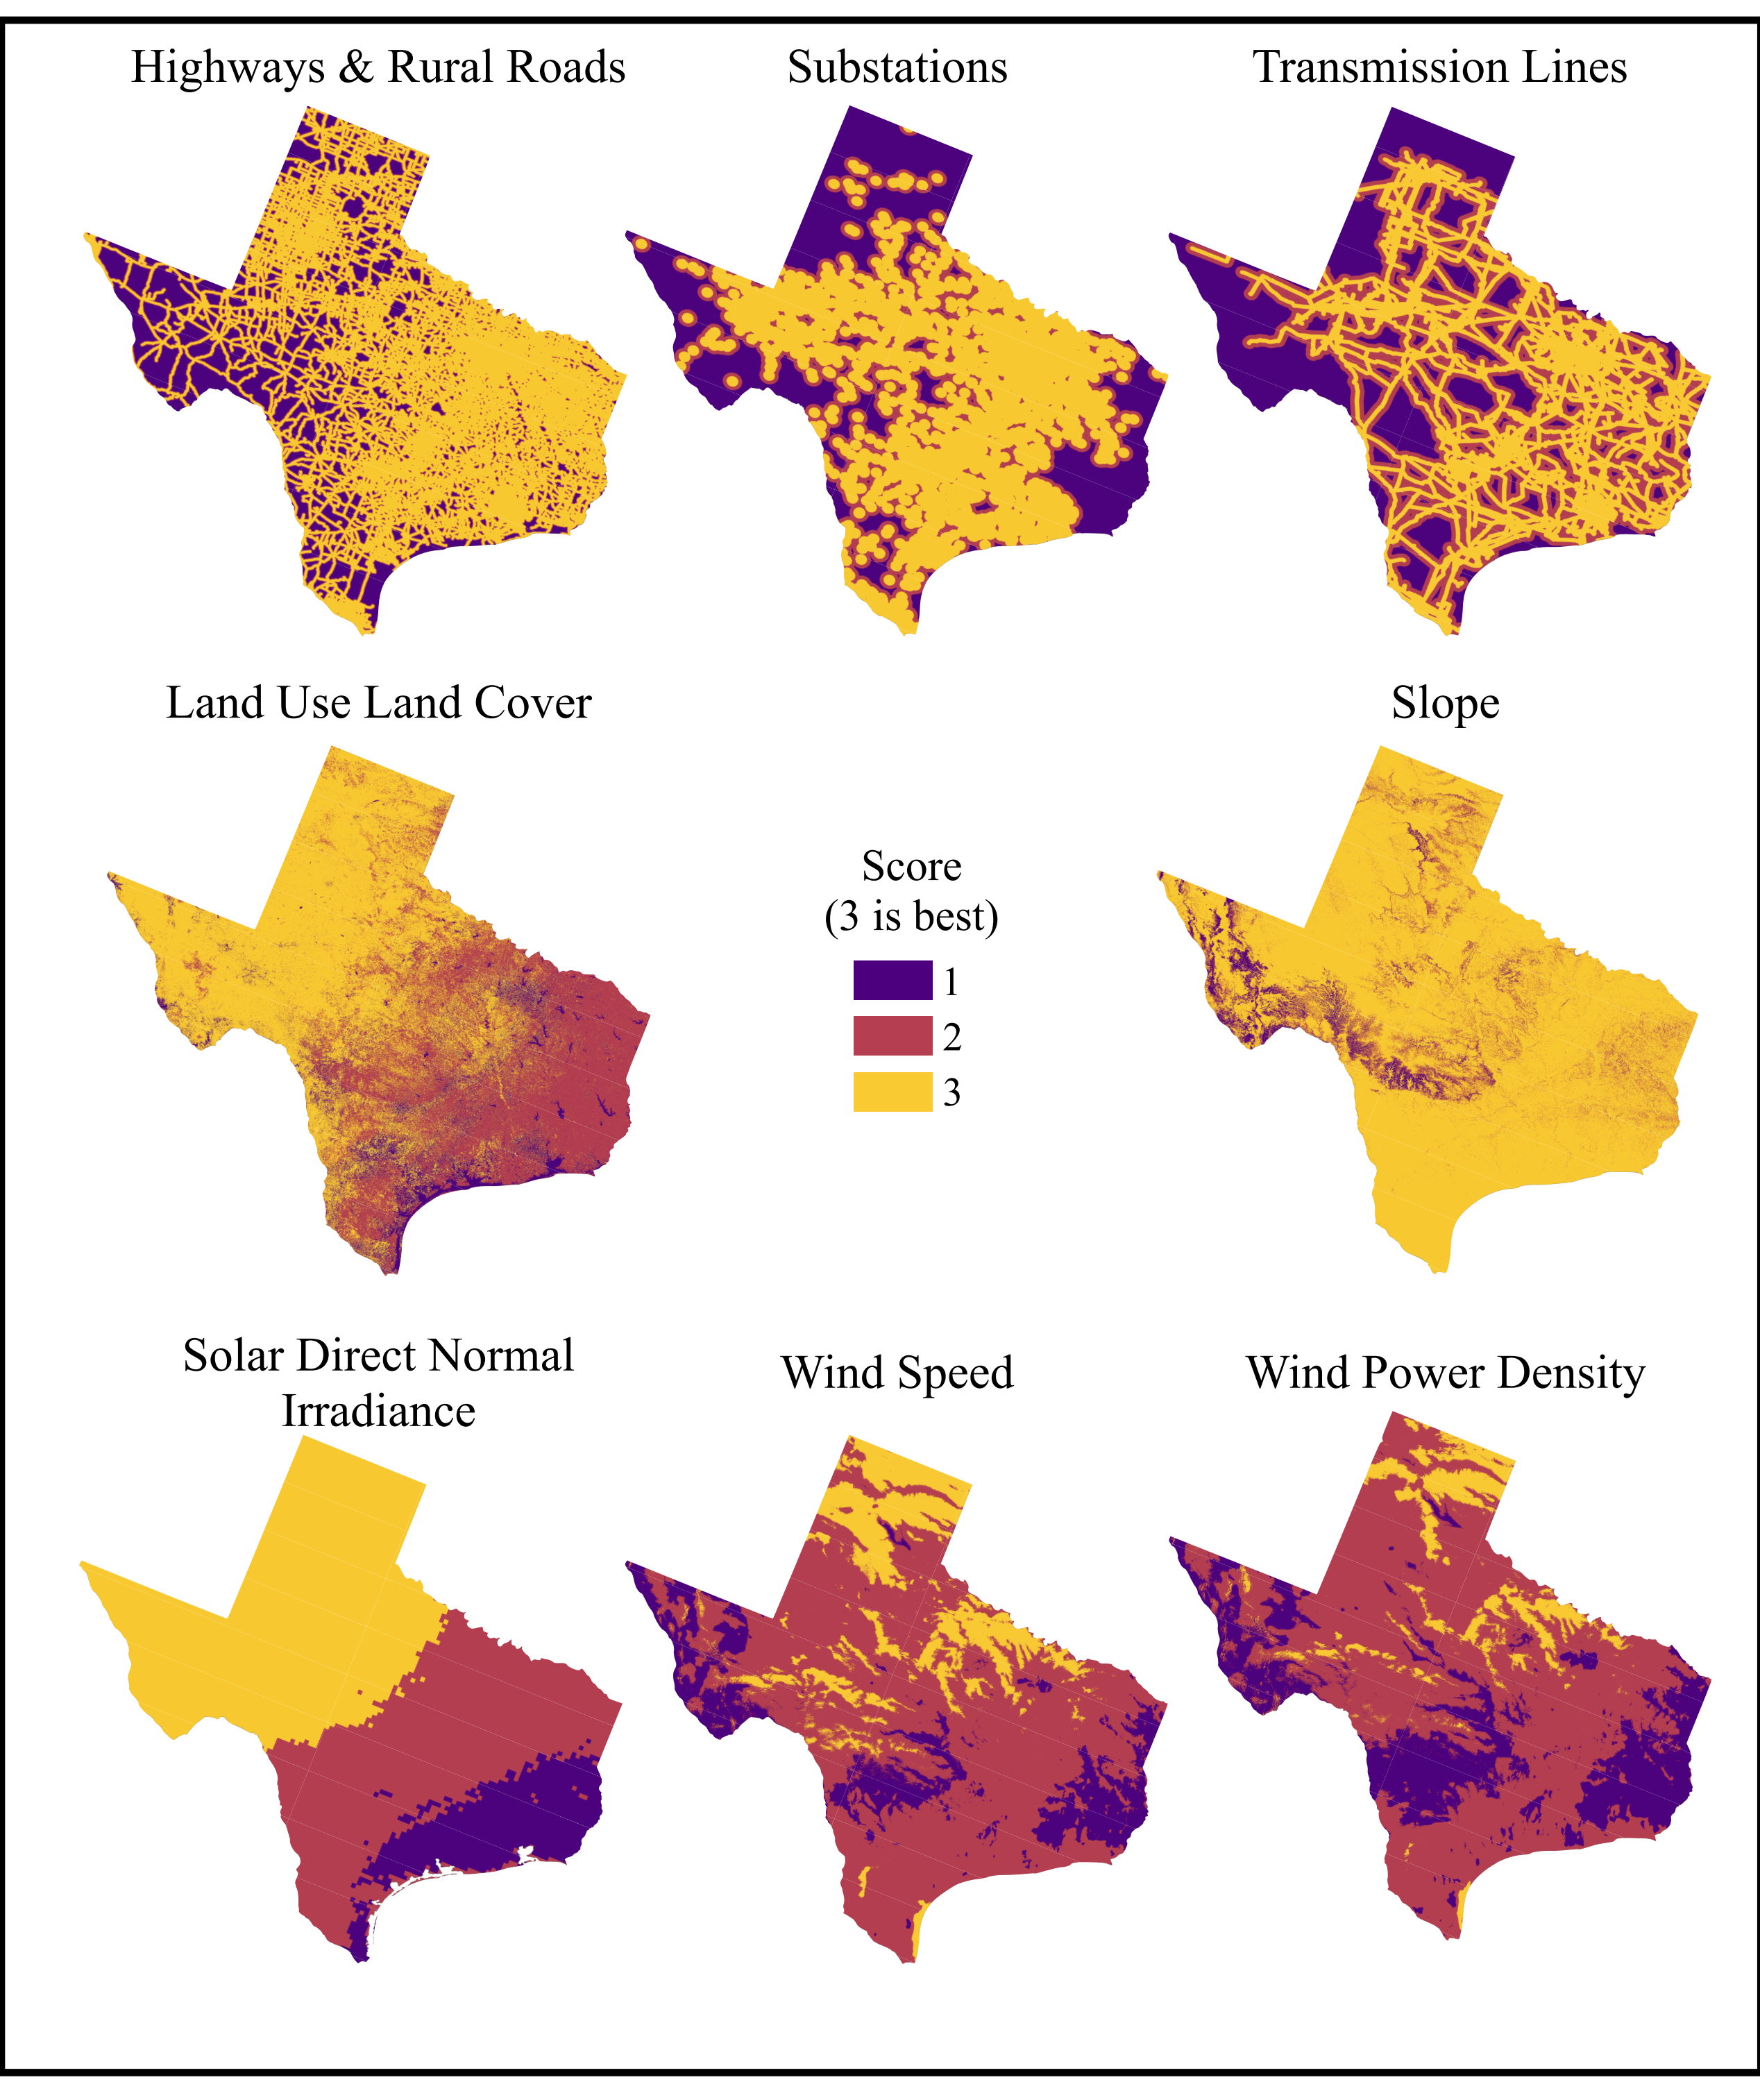 Highways & Rural Roads
Substations
Transmission Lines
Land Use Land Cover
Slope
Score
(3 is best)
1
2
3
Solar Direct Normal
Irradiance
Wind Speed
Wind Power Density